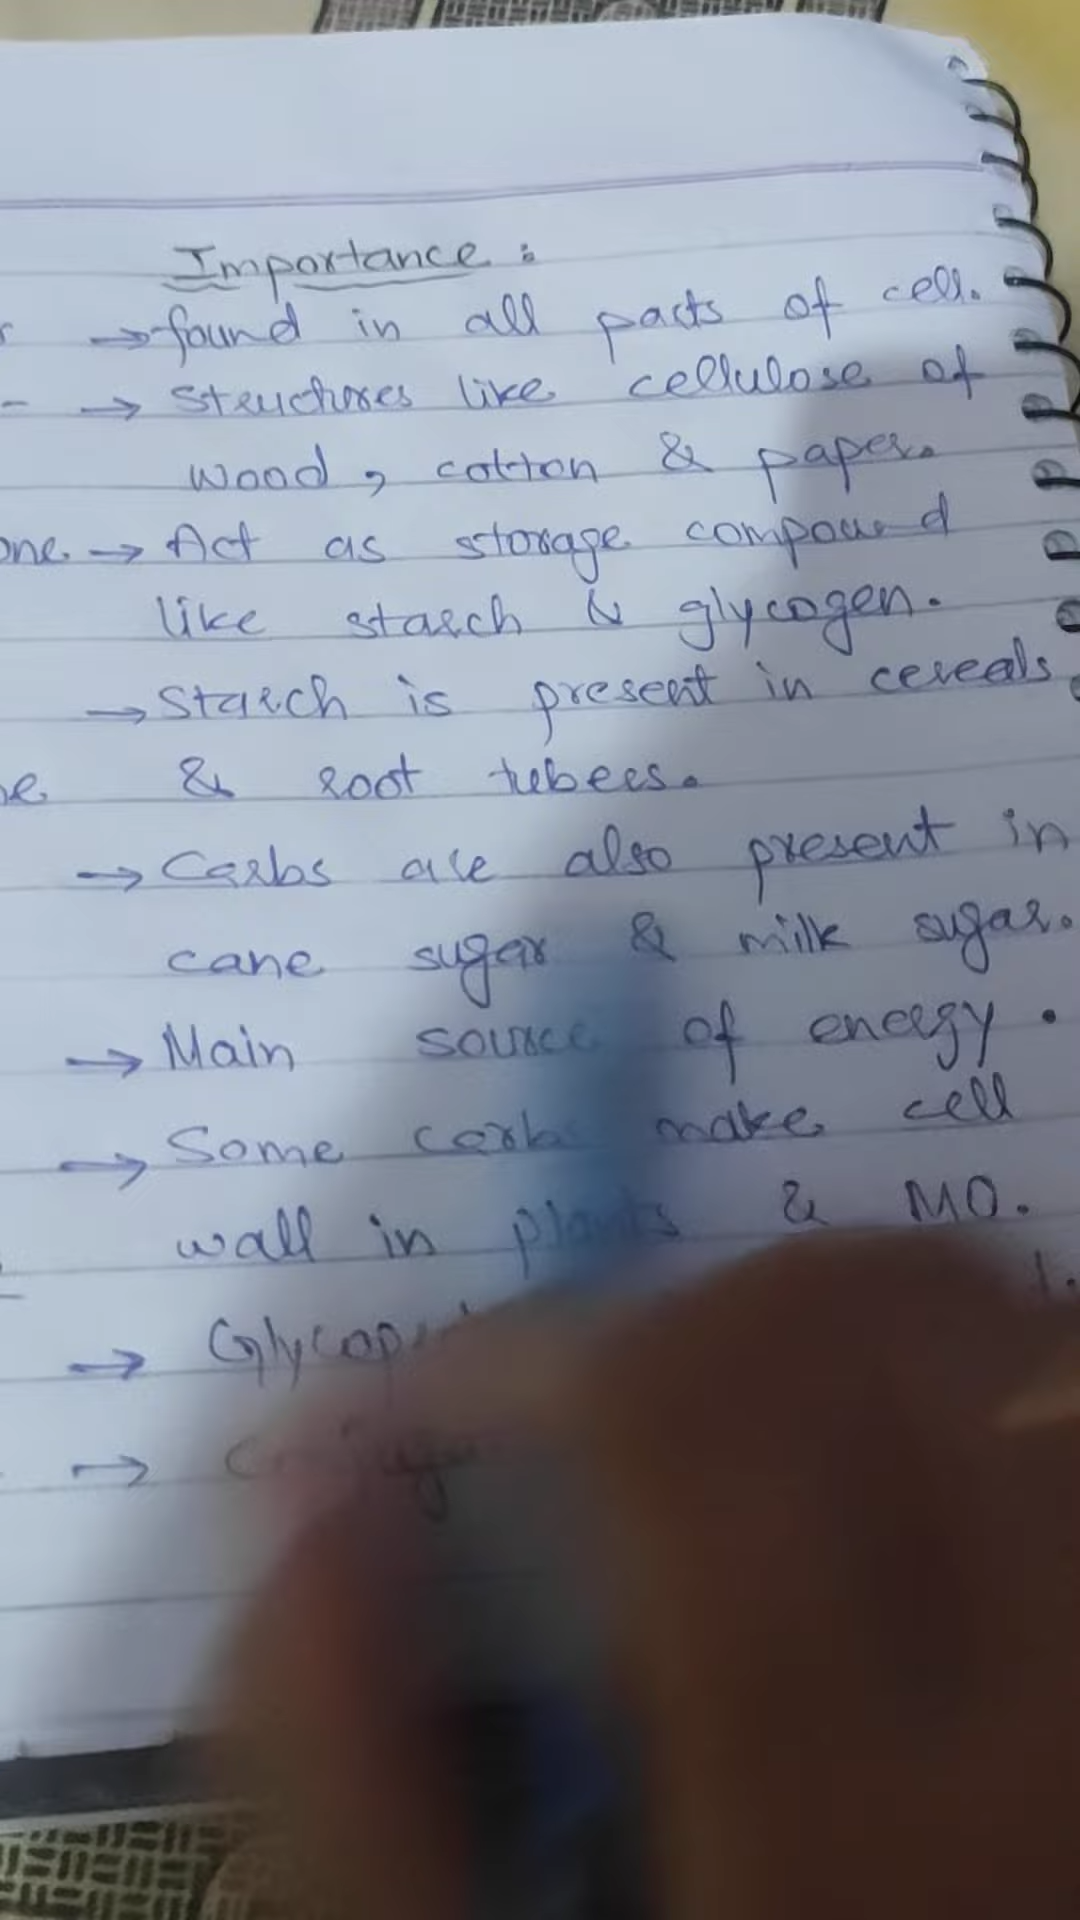 Importance :
→ found in all parts of cell.
→ structures like cellulose of
wood, cotton & paper.
one → Act as storage compound
like starch & glycogen.
→ Starch is present in cereals
& root tubers.
→ Carbs are also present in
cane sugar & milk sugar.
→ Main source of energy.
→ Some carbs make cell
wall in plants & MO.
→
→